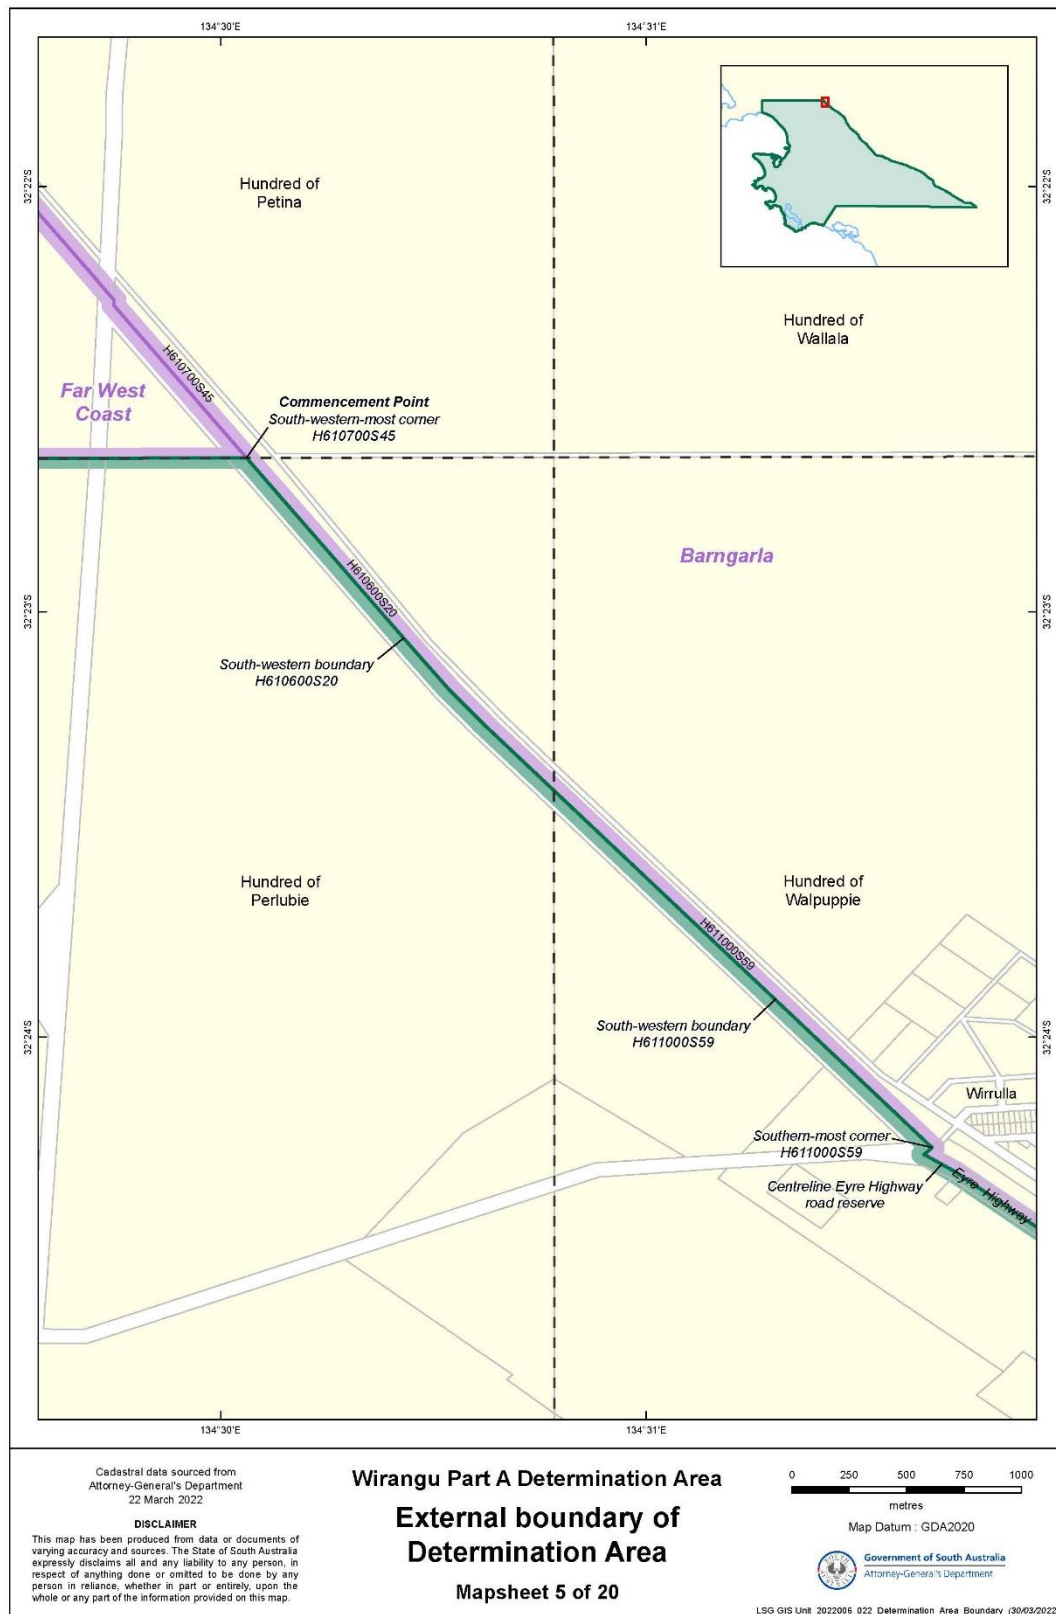 134°30'E
134°31'E
32°22'S
32°22'S
Hundred of
Petina
Hundred of
Wallala
H610700S45
Far West
Coast
Commencement Point
South-western-most corner
H610700S45
Barngarla
H610600S20
32°23'S
32°23'S
South-western boundary
H610600S20
Hundred of
Perlubie
Hundred of
Walpuppie
H611000S59
South-western boundary
H611000S59
32°24'S
32°24'S
Wirrulla
Southern-most corner
H611000S59
Centreline Eyre Highway
road reserve
Eyre Highway
134°30'E
134°31'E
Cadastral data sourced from
Attorney-General's Department
22 March 2022
DISCLAIMER
This map has been produced from data or documents of
varying accuracy and sources. The State of South Australia
expressly disclaims all and any liability to any person, in
respect of anything done or omitted to be done by any
person in reliance, whether in part or entirely, upon the
whole or any part of the information provided on this map.
Wirangu Part A Determination Area
External boundary of
Determination Area
Mapsheet 5 of 20
0 250 500 750 1000
metres
Map Datum : GDA2020
Government of South Australia
Attorney-General's Department
LSG GIS Unit_2022006_022_Determination_Area_Boundary_(30/03/2022)